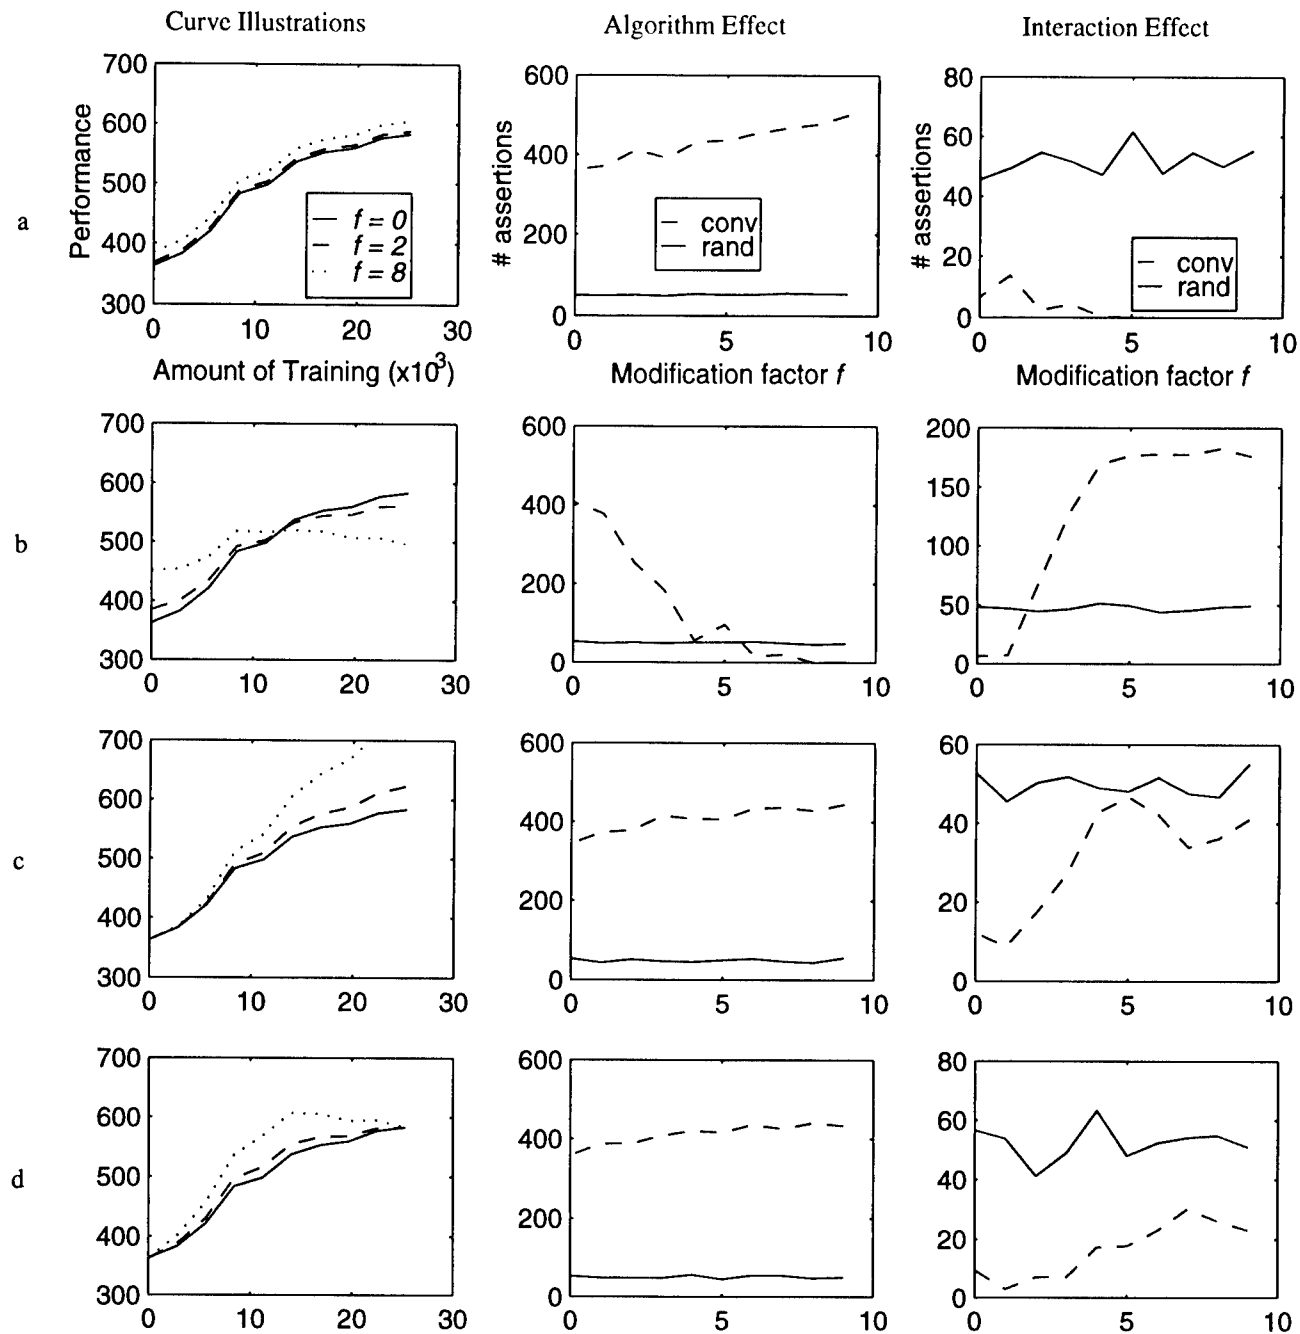 Curve Illustrations
Algorithm Effect
Interaction Effect
a
Performance
700
600
500
400
300
f = 0
f = 2
f = 8
0 10 20 30
Amount of Training (x10³)
# assertions
600
400
200
0
conv
rand
0 5 10
Modification factor f
# assertions
80
60
40
20
0
conv
rand
0 5 10
Modification factor f
b
700
600
500
400
300
0 10 20 30
600
400
200
0
0 5 10
200
150
100
50
0
0 5 10
c
700
600
500
400
300
0 10 20 30
600
400
200
0
0 5 10
60
40
20
0
0 5 10
d
700
600
500
400
300
0 10 20 30
600
400
200
0
0 5 10
80
60
40
20
0
0 5 10